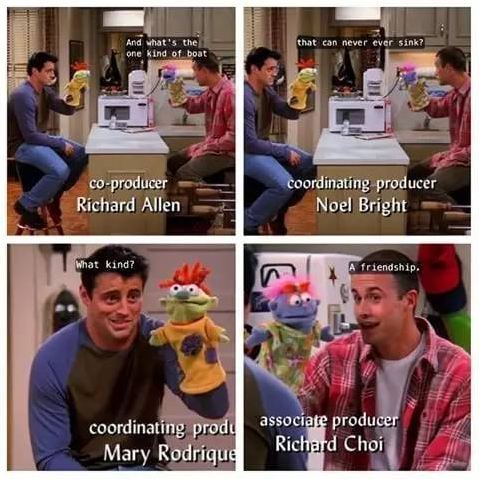 And what's the
one kind of boat
co-producer
Richard Allen
that can never ever sink?
coordinating producer
Noel Bright
What kind?
coordinating produ
Mary Rodrigue
A friendship.
associate producer
Richard Choi